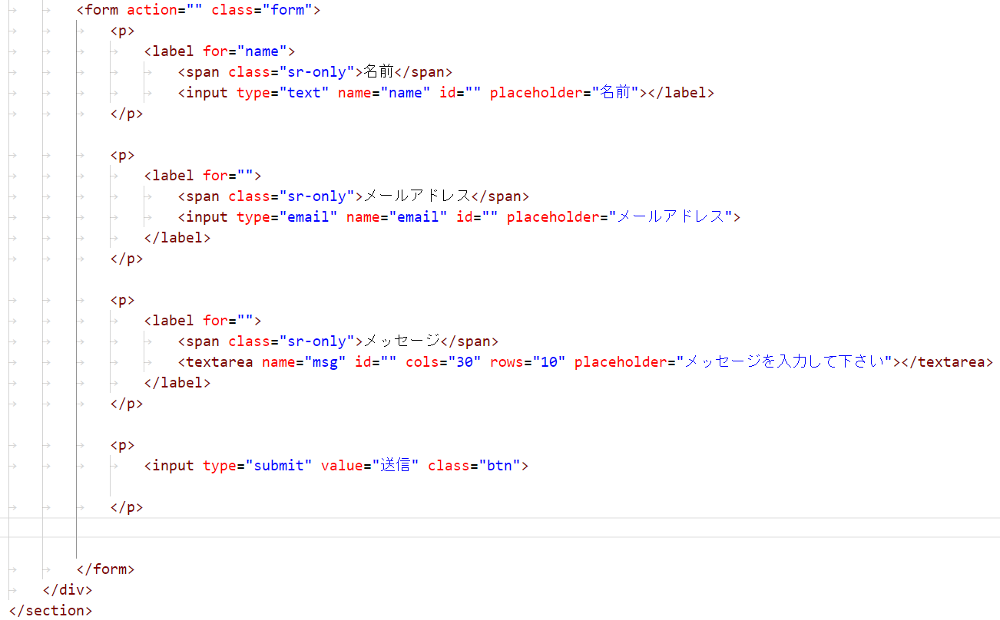 <form action="" class="form">
<p>
<label for="name">
<span class="sr-only">名前</span>
<input type="text" name="name" id="" placeholder="名前"></label>
</p>
<p>
<label for="">
<span class="sr-only">メールアドレス</span>
<input type="email" name="email" id="" placeholder="メールアドレス">
</label>
</p>
<p>
<label for="">
<span class="sr-only">メッセージ</span>
<textarea name="msg" id="" cols="30" rows="10" placeholder="メッセージを入力して下さい"></textarea>
</label>
</p>
<p>
<input type="submit" value="送信" class="btn">
</p>
</form>
</div>
</section>